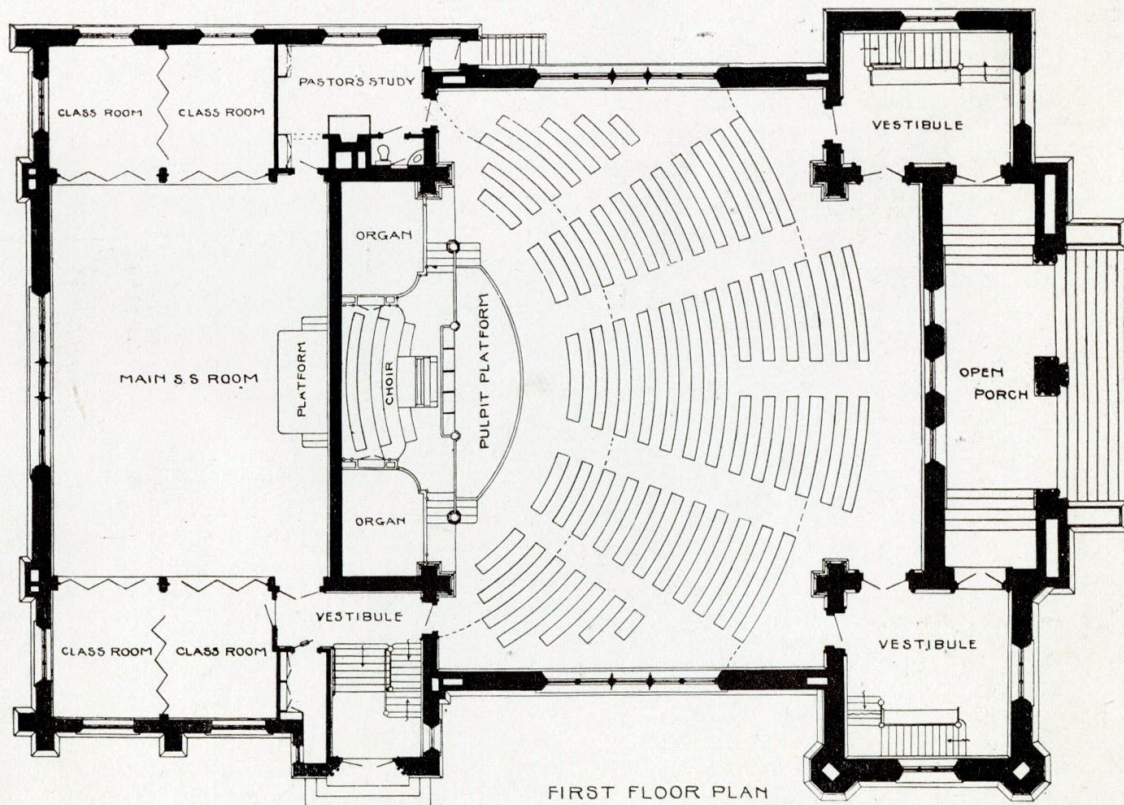 CLASS ROOM
CLASS ROOM
PASTOR'S STUDY
VESTIBULE
ORGAN
MAIN S.S ROOM
PLATFORM
CHOIR
PULPIT PLATFORM
OPEN
PORCH
ORGAN
VESTIBULE
CLASS ROOM
CLASS ROOM
VESTIBULE
FIRST FLOOR PLAN